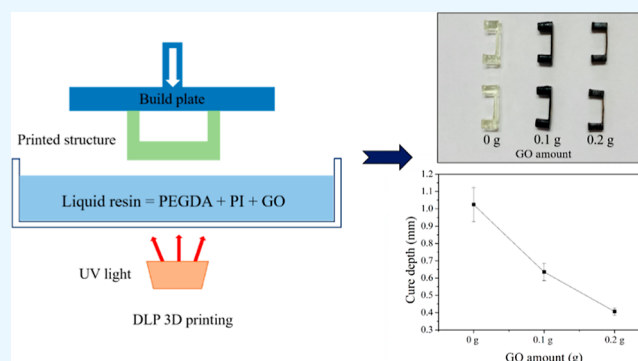 Build plate
Printed structure
Liquid resin = PEGDA + PI + GO
UV light
DLP 3D printing
0 g 0.1 g 0.2 g
GO amount
Cure depth (mm)
1.2
1.1
1.0
0.9
0.8
0.7
0.6
0.5
0.4
0.3
0 g 0.1 g 0.2 g
GO amount (g)